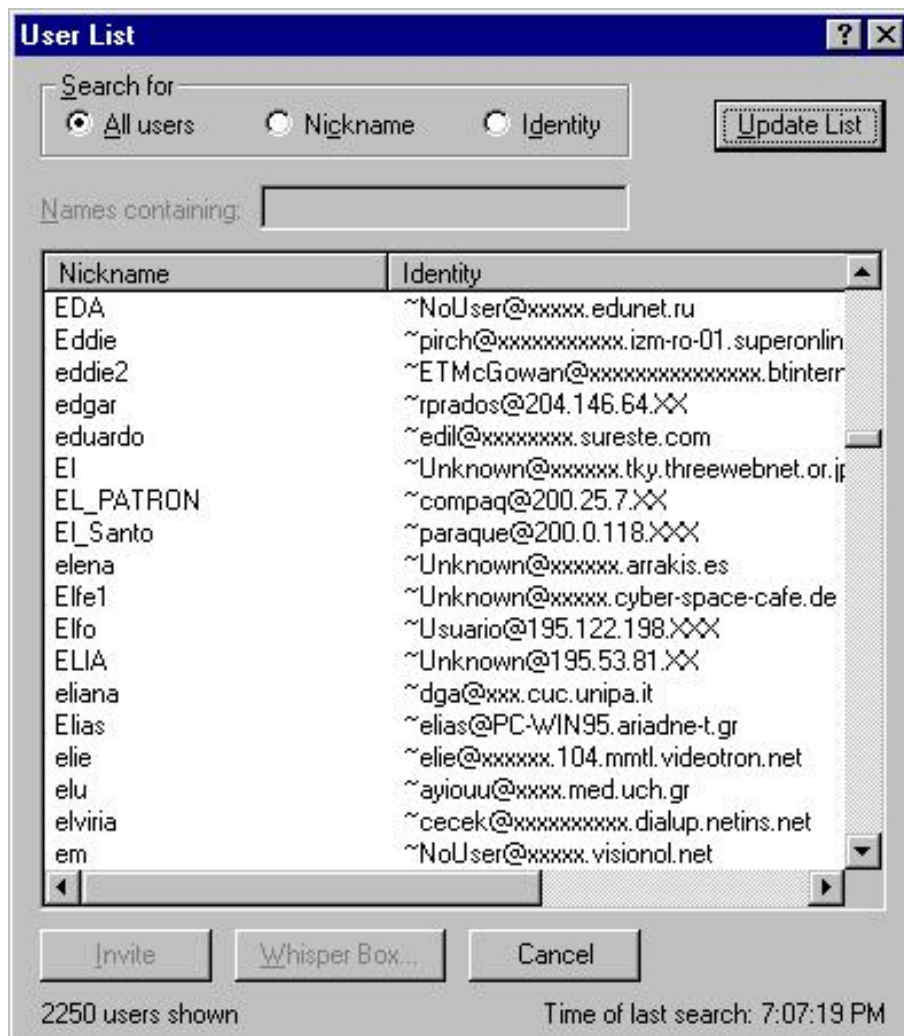 User List
Search for
All users Nickname Identity
Update List
Names containing:
Nickname Identity
EDA ~NoUser@xxxxx.edunet.ru
Eddie ~pirch@xxxxxxxxxxx.izm-ro-01.superonlin
eddie2 ~ETMcGowan@xxxxxxxxxxxxxxx.btintern
edgar ~rprados@204.146.64.XX
eduardo ~edil@xxxxxxxx.sureste.com
El ~Unknown@xxxxxx.tky.threewebnet.or.jp
EL_PATRON ~compaq@200.25.7.XX
El_Santo ~paraque@200.0.118.XXX
elena ~Unknown@xxxxxx.arrakis.es
Elfe1 ~Unknown@xxxxx.cyber-space-cafe.de
Elfo ~Usuario@195.122.198.XXX
ELIA ~Unknown@195.53.81.XX
eliana ~dga@xxx.cuc.unipa.it
Elias ~elias@PC-WIN95.ariadne-t.gr
elie ~elie@xxxxxx.104.mmtl.videotron.net
elu ~ayiouu@xxxx.med.uch.gr
elviria ~cecek@xxxxxxxxxx.dialup.netins.net
em ~NoUser@xxxxx.visionol.net
Invite Whisper Box... Cancel
2250 users shown Time of last search: 7:07:19 PM